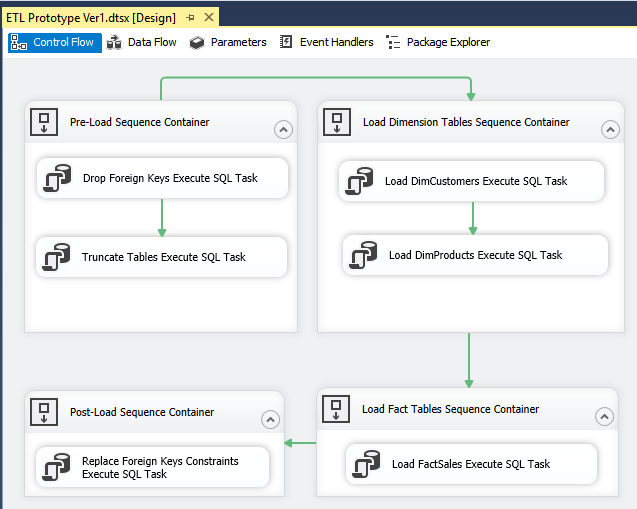 ETL Prototype Ver1.dtsx [Design]
Control Flow
Data Flow
Parameters
Event Handlers
Package Explorer
Pre-Load Sequence Container
Drop Foreign Keys Execute SQL Task
Truncate Tables Execute SQL Task
Load Dimension Tables Sequence Container
Load DimCustomers Execute SQL Task
Load DimProducts Execute SQL Task
Load Fact Tables Sequence Container
Load FactSales Execute SQL Task
Post-Load Sequence Container
Replace Foreign Keys Constraints
Execute SQL Task